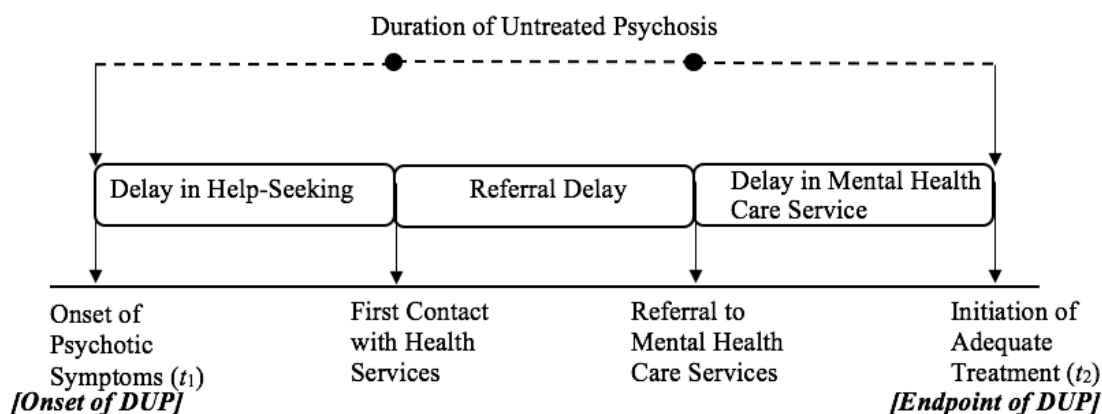 Duration of Untreated Psychosis
Delay in Help-Seeking
Referral Delay
Delay in Mental Health
Care Service
Onset of
Psychotic
Symptoms (t1)
[Onset of DUP]
First Contact
with Health
Services
Referral to
Mental Health
Care Services
Initiation of
Adequate
Treatment (t2)
[Endpoint of DUP]